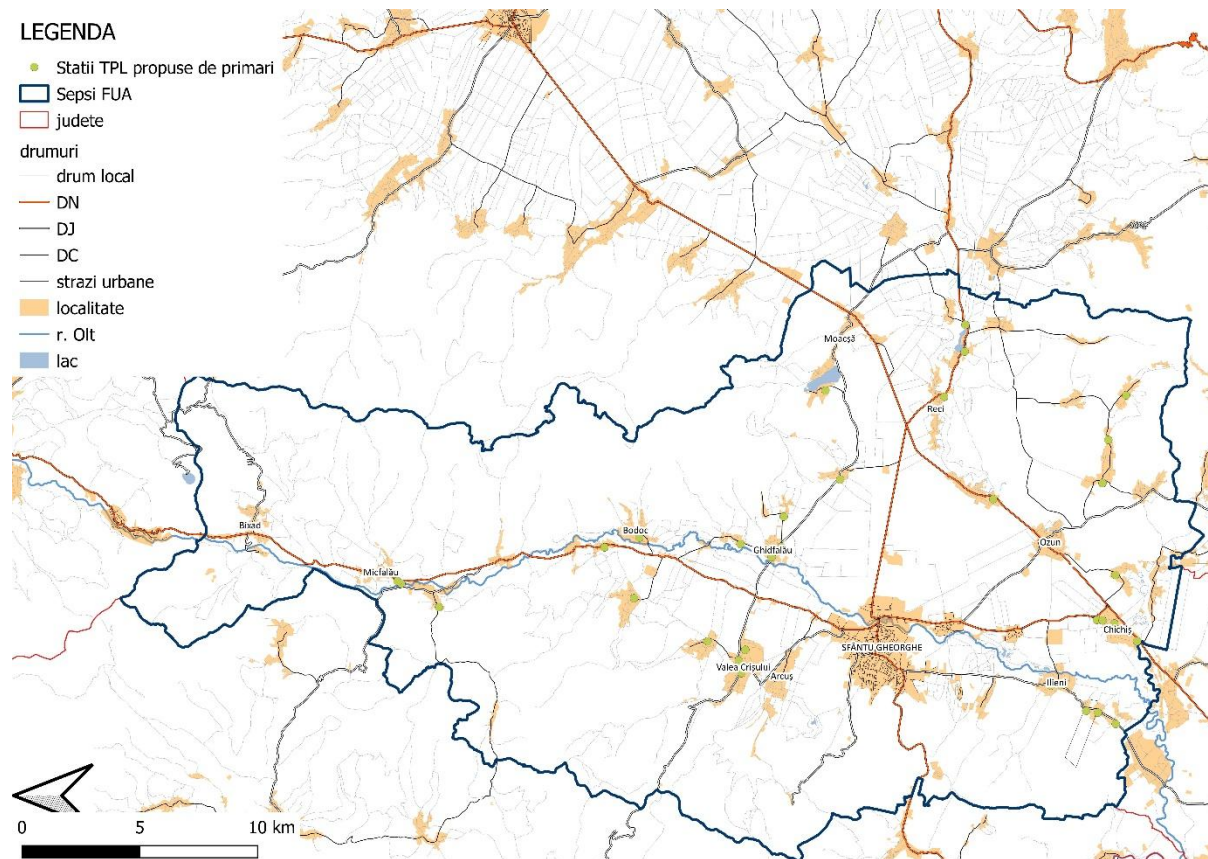 LEGENDA
Statii TPL propuse de primari
Sepsi FUA
judete
drumuri
drum local
DN
DJ
DC
strazi urbane
localitate
r. Olt
lac
Moacșă
Reci
Bixad
Bodoc
Ghidfalău
Ozun
Micfalău
Chichiș
SFÂNTU GHEORGHE
Valea Crișului
Arcuș
Ilieni
0 5 10 km